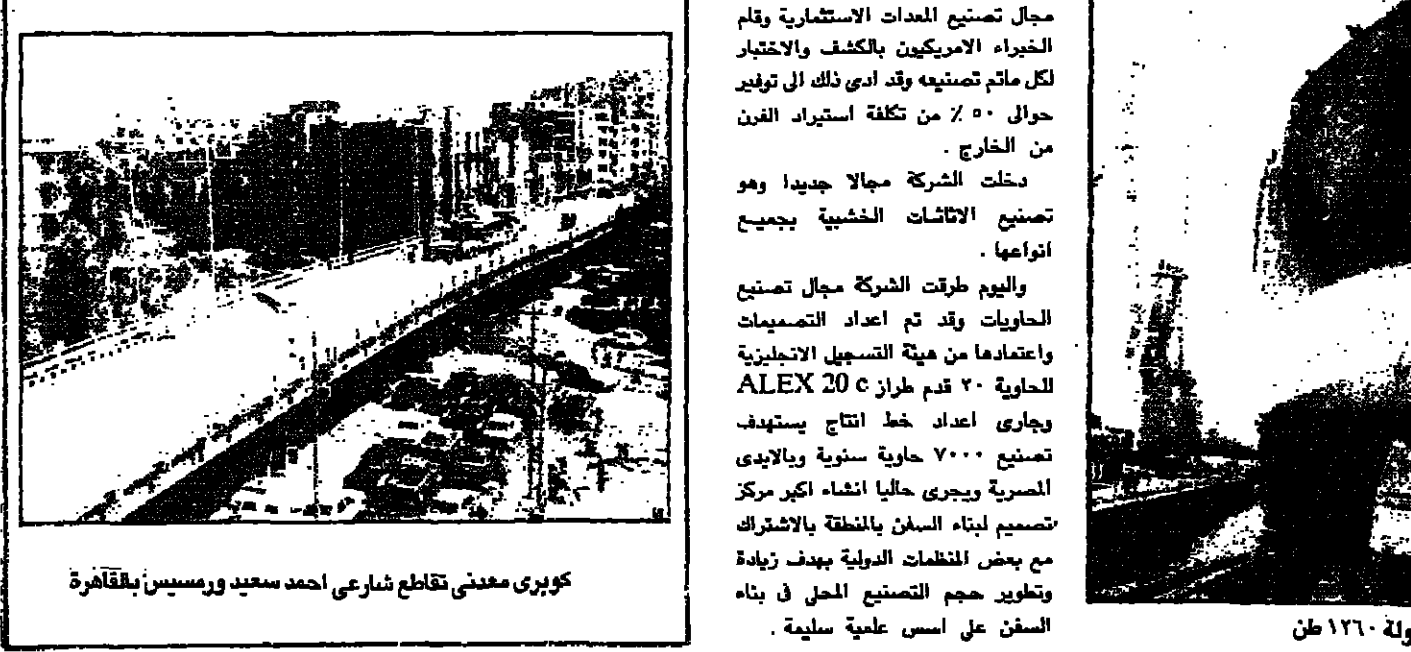 مجال تصنيع المعدات الاستثمارية وقام
الخبراء الامريكيون بالكشف والاختبار
لكل ماتم تصنيعه وقد ادى ذلك الى توفير
حوالى ٥٠ ٪ من تكلفة استيراد الفرن
من الخارج .
دخلت الشركة مجالا جديدا وهو
تصنيع الاثاثات الخشبية بجميع
انواعها .
واليوم طرقت الشركة مجال تصنيع
الحاويات وقد تم اعداد التصميمات
واعتمادها من هيئة التسجيل الانجليزية
للحاوية ٢٠ قدم طراز ALEX 20 c
وجارى اعداد خط انتاج يستهدف
تصنيع ٧٠٠٠ حاوية سنوية وبالايدى
المصرية ويجرى حاليا انشاء اكبر مركز
تصميم لبناء السفن بالمنطقة بالاشتراك
مع بعض المنظمات الدولية بهدف زيادة
وتطوير حجم التصنيع المحلى فى بناء
السفن على اسس علمية سليمة .
كوبرى معدنى تقاطع شارعى احمد سعيد ورمسيس بالقاهرة
ولة ١٢٦٠ طن